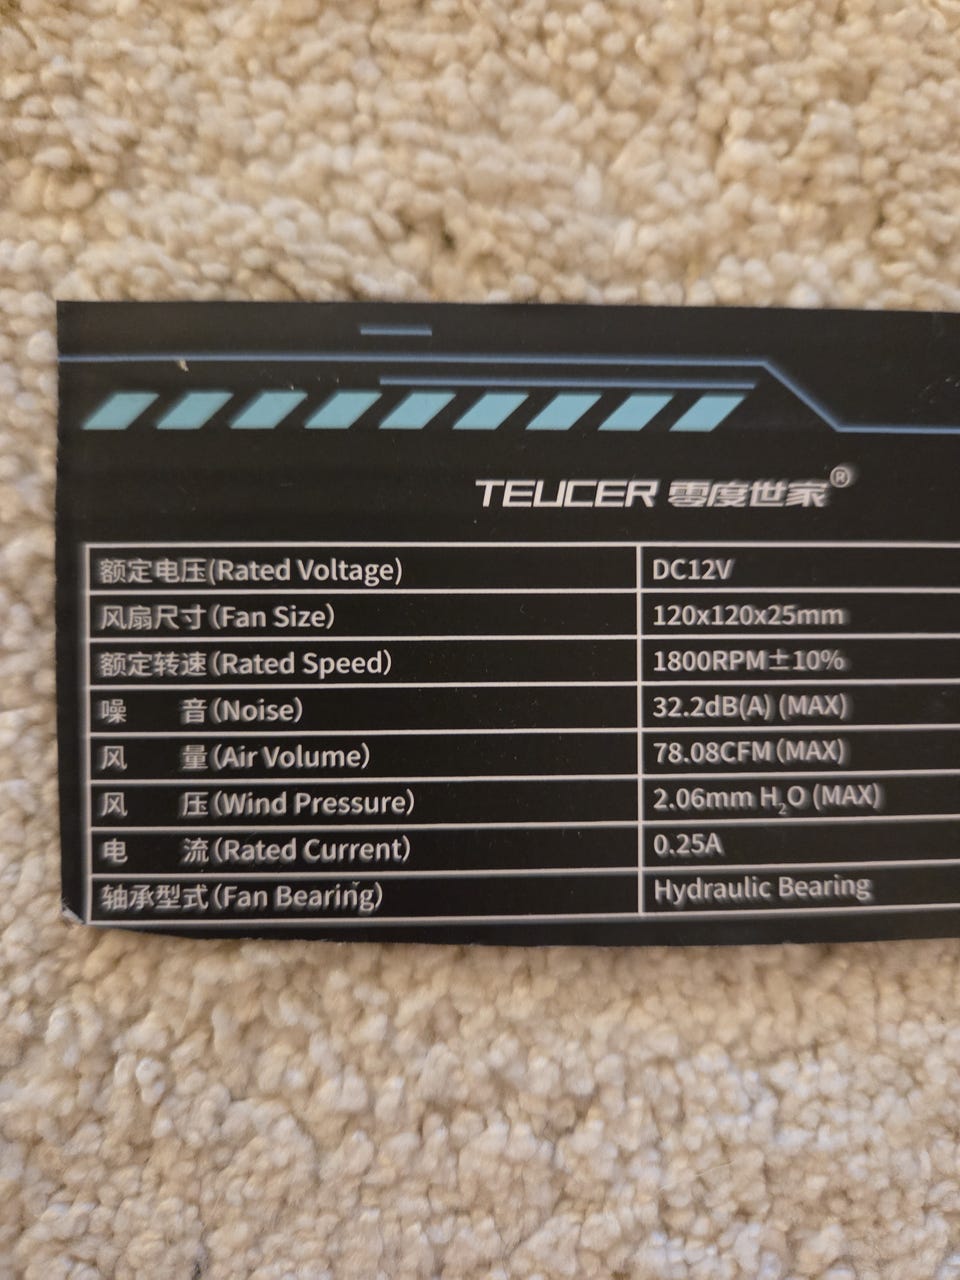 TEUCER 零度世家®
额定电压(Rated Voltage) DC12V
风扇尺寸(Fan Size) 120x120x25mm
额定转速(Rated Speed) 1800RPM±10%
噪 音(Noise) 32.2dB(A) (MAX)
风 量(Air Volume) 78.08CFM(MAX)
风 压(Wind Pressure) 2.06mm H₂O (MAX)
电 流(Rated Current) 0.25A
轴承型式(Fan Bearing) Hydraulic Bearing